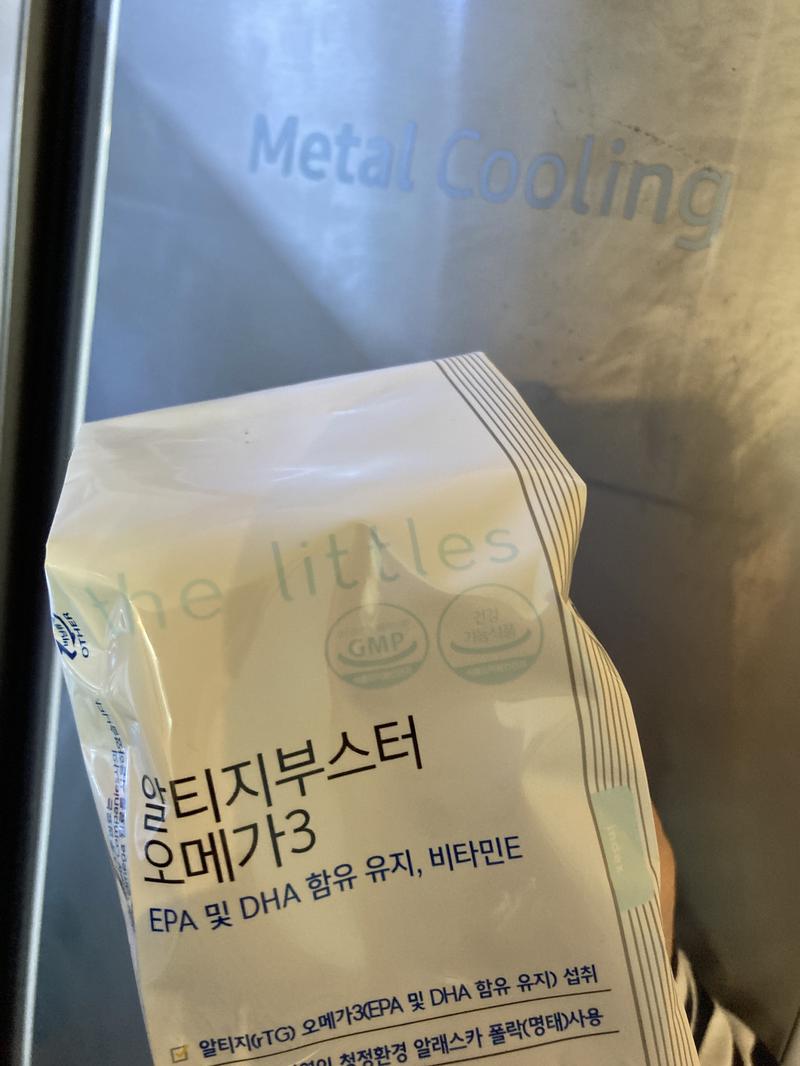 Metal Cooling
the littles
GMP
건강
기능식품
OTHER
알티지부스터
오메가3
EPA 및 DHA 함유 유지, 비타민E
index
알티지(rTG) 오메가3(EPA 및 DHA 함유 유지) 섭취
청정환경 알래스카 폴락(명태)사용